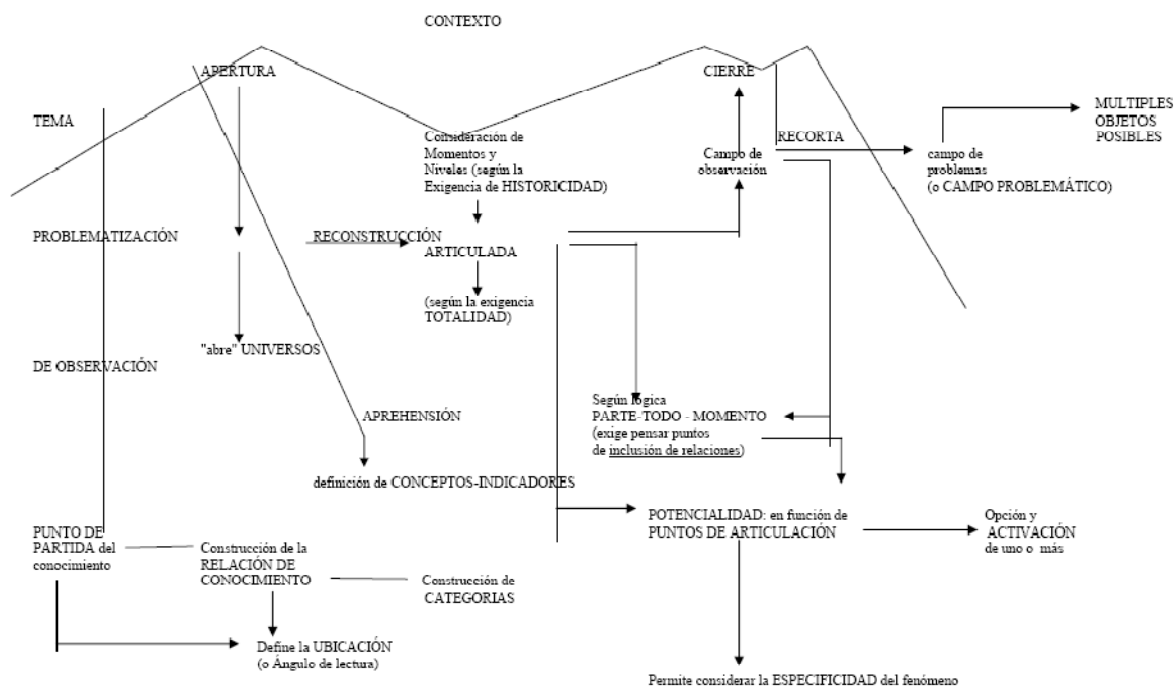 CONTEXTO
APERTURA
CIERRE
TEMA
MULTIPLES
OBJETOS
POSIBLES
Consideración de
Momentos y
Niveles (según la
Exigencia de HISTORICIDAD)
Campo de
observación
RECORTA
campo de
problemas
(o CAMPO PROBLEMÁTICO)
PROBLEMATIZACIÓN
RECONSTRUCCIÓN
ARTICULADA
(según la exigencia
TOTALIDAD)
"abre" UNIVERSOS
DE OBSERVACIÓN
APREHENSIÓN
Según lógica
PARTE-TODO - MOMENTO
(exige pensar puntos
de inclusión de relaciones)
definición de CONCEPTOS-INDICADORES
PUNTO DE
PARTIDA del
conocimiento
Construcción de la
RELACIÓN DE
CONOCIMIENTO
Construcción de
CATEGORIAS
POTENCIALIDAD: en función de
PUNTOS DE ARTICULACIÓN
Opción y
ACTIVACIÓN
de uno o más
Define la UBICACIÓN
(o Ángulo de lectura)
Permite considerar la ESPECIFICIDAD del fenómeno